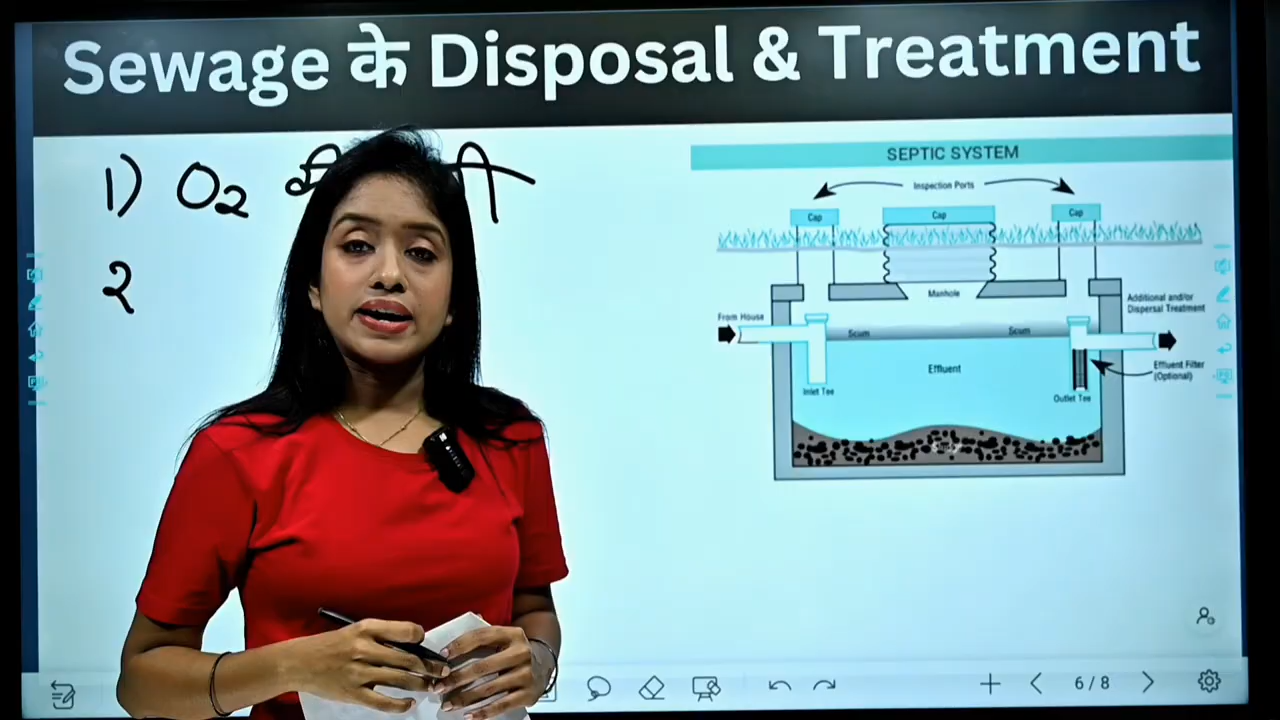 Sewage के Disposal & Treatment
1) O2 की
2
SEPTIC SYSTEM
Inspection Ports
Cap
Cap
Cap
Manhole
Additional and/or
Dispersal Treatment
From House
Scum
Scum
Effluent
Effluent Filter
(Optional)
Inlet Tee
Outlet Tee
6/8